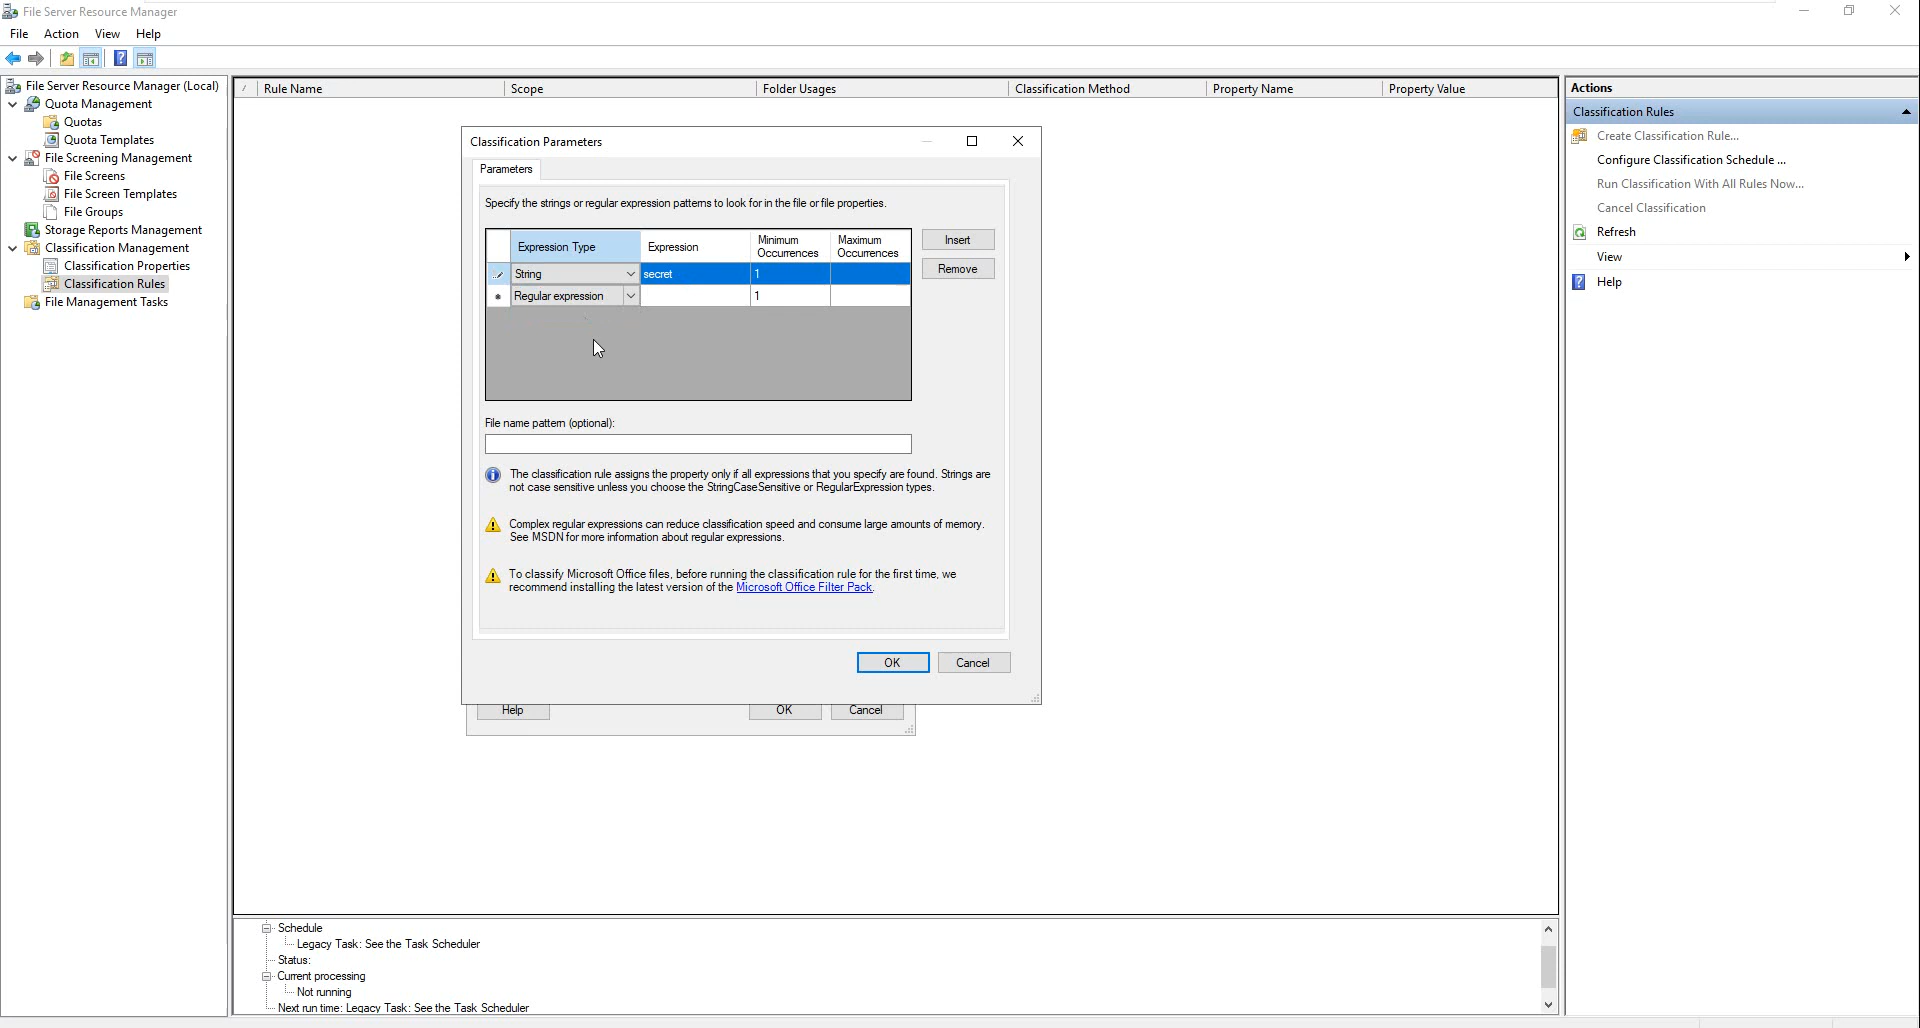 File Server Resource Manager
File Action View Help
File Server Resource Manager (Local)
Quota Management
Quotas
Quota Templates
File Screening Management
File Screens
File Screen Templates
File Groups
Storage Reports Management
Classification Management
Classification Properties
Classification Rules
File Management Tasks
Rule Name Scope Folder Usages Classification Method Property Name Property Value
Classification Parameters
Parameters
Specify the strings or regular expression patterns to look for in the file or file properties.
Expression Type Expression Minimum Occurrences Maximum Occurrences
String secret 1
Regular expression 1
Insert
Remove
File name pattern (optional):
The classification rule assigns the property only if all expressions that you specify are found. Strings are
not case sensitive unless you choose the StringCaseSensitive or RegularExpression types.
Complex regular expressions can reduce classification speed and consume large amounts of memory.
See MSDN for more information about regular expressions.
To classify Microsoft Office files, before running the classification rule for the first time, we
recommend installing the latest version of the Microsoft Office Filter Pack.
OK Cancel
Help OK Cancel
Schedule
Legacy Task: See the Task Scheduler
Status:
Current processing
Not running
Next run time: Legacy Task: See the Task Scheduler
Actions
Classification Rules
Create Classification Rule...
Configure Classification Schedule ...
Run Classification With All Rules Now...
Cancel Classification
Refresh
View
Help